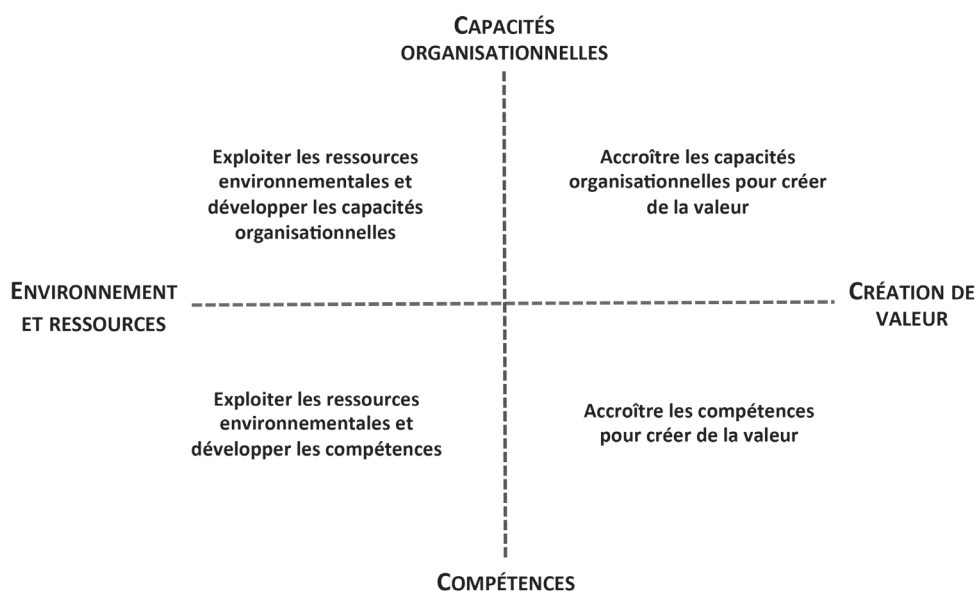 CAPACITÉS
ORGANISATIONNELLES
Exploiter les ressources
environnementales et
développer les capacités
organisationnelles
Accroître les capacités
organisationnelles pour créer
de la valeur
ENVIRONNEMENT
ET RESSOURCES
CRÉATION DE
VALEUR
Exploiter les ressources
environnementales et
développer les compétences
Accroître les compétences
pour créer de la valeur
COMPÉTENCES